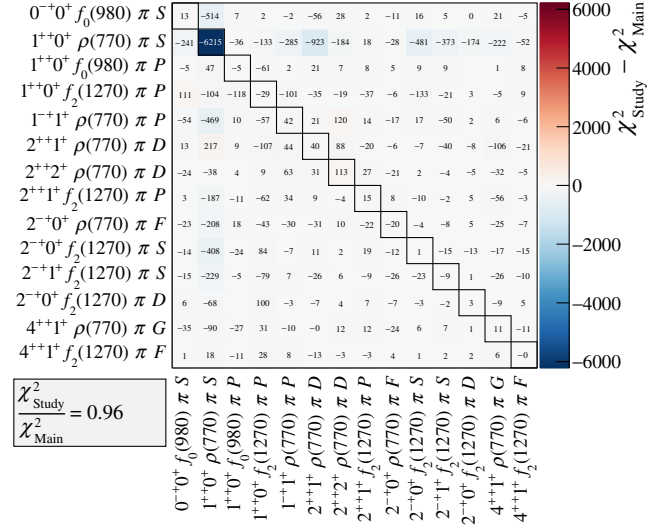 0⁻⁺0⁺ f₀(980) π S 13 −514 7 2 −2 −56 28 2 −11 16 5 0 21 −5
1⁺⁺0⁺ ρ(770) π S −241 −6215 −36 −133 −285 −923 −184 18 −28 −481 −373 −174 −222 −52
1⁺⁺0⁺ f₀(980) π P −5 47 −5 −61 2 21 7 8 5 9 9 1 8
1⁺⁺0⁺ f₂(1270) π P 111 −104 −118 −29 −101 −35 −19 −37 −6 −133 −21 3 −5 9
1⁻⁺1⁺ ρ(770) π P −54 −469 10 −57 42 21 120 14 −17 17 −50 2 6 −6
2⁺⁺1⁺ ρ(770) π D 13 217 9 −107 44 40 88 −20 −6 −7 −40 −8 −106 −21
2⁺⁺2⁺ ρ(770) π D −24 −38 4 9 63 31 113 27 −21 2 −4 −5 −32 −5
2⁺⁺1⁺ f₂(1270) π P 3 −187 −11 −62 34 9 −4 15 8 −10 −2 5 −56 −3
2⁻⁺0⁺ ρ(770) π F −23 −208 18 −43 −30 −31 10 −22 −20 −4 −8 5 −25 −7
2⁻⁺0⁺ f₂(1270) π S −14 −408 −24 84 −7 11 2 19 −12 1 −15 −13 −17 −15
2⁻⁺1⁺ f₂(1270) π S −15 −229 −5 −79 7 −26 6 −9 −26 −23 −9 1 −26 −10
2⁻⁺0⁺ f₂(1270) π D 6 −68 100 −3 −7 4 7 −7 −3 −2 3 −9 5
4⁺⁺1⁺ ρ(770) π G −35 −90 −27 31 −10 −0 12 12 −24 6 7 1 11 −11
4⁺⁺1⁺ f₂(1270) π F 1 18 −11 28 8 −13 −3 −3 4 1 2 2 6 −0
0⁻⁺0⁺ f₀(980) π S
1⁺⁺0⁺ ρ(770) π S
1⁺⁺0⁺ f₀(980) π P
1⁺⁺0⁺ f₂(1270) π P
1⁻⁺1⁺ ρ(770) π P
2⁺⁺1⁺ ρ(770) π D
2⁺⁺2⁺ ρ(770) π D
2⁺⁺1⁺ f₂(1270) π P
2⁻⁺0⁺ ρ(770) π F
2⁻⁺0⁺ f₂(1270) π S
2⁻⁺1⁺ f₂(1270) π S
2⁻⁺0⁺ f₂(1270) π D
4⁺⁺1⁺ ρ(770) π G
4⁺⁺1⁺ f₂(1270) π F
6000
4000
2000
0
−2000
−4000
−6000
χ²_Study − χ²_Main
χ²_Study / χ²_Main = 0.96